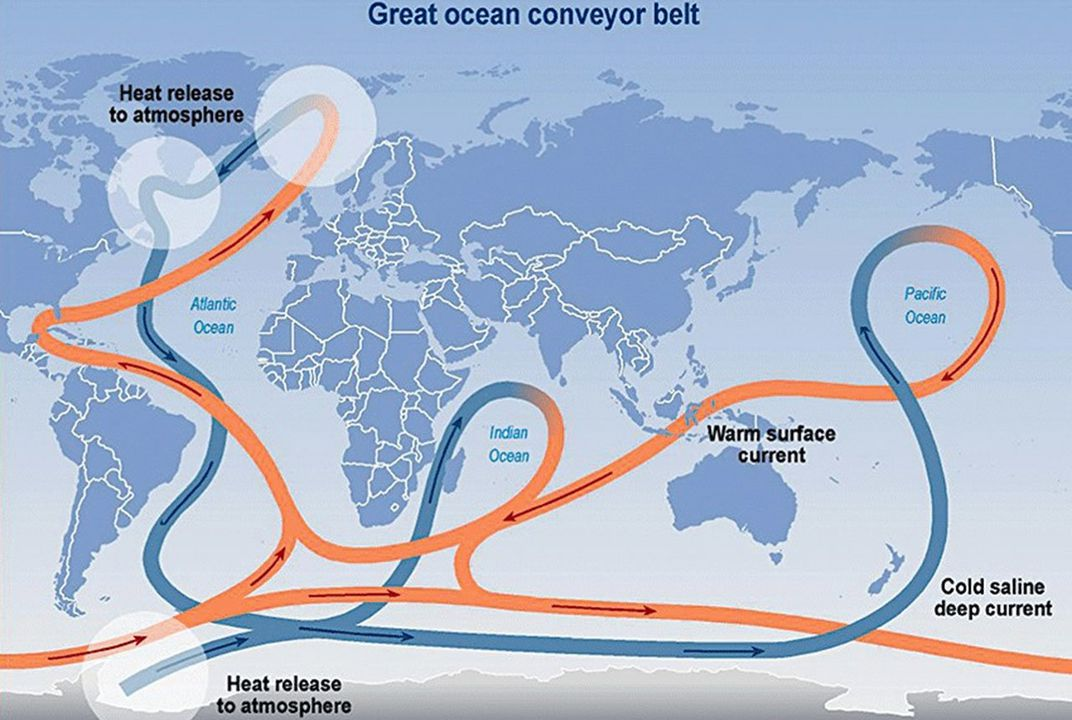 Great ocean conveyor belt
Heat release
to atmosphere
Atlantic
Ocean
Pacific
Ocean
Indian
Ocean
Warm surface
current
Cold saline
deep current
Heat release
to atmosphere